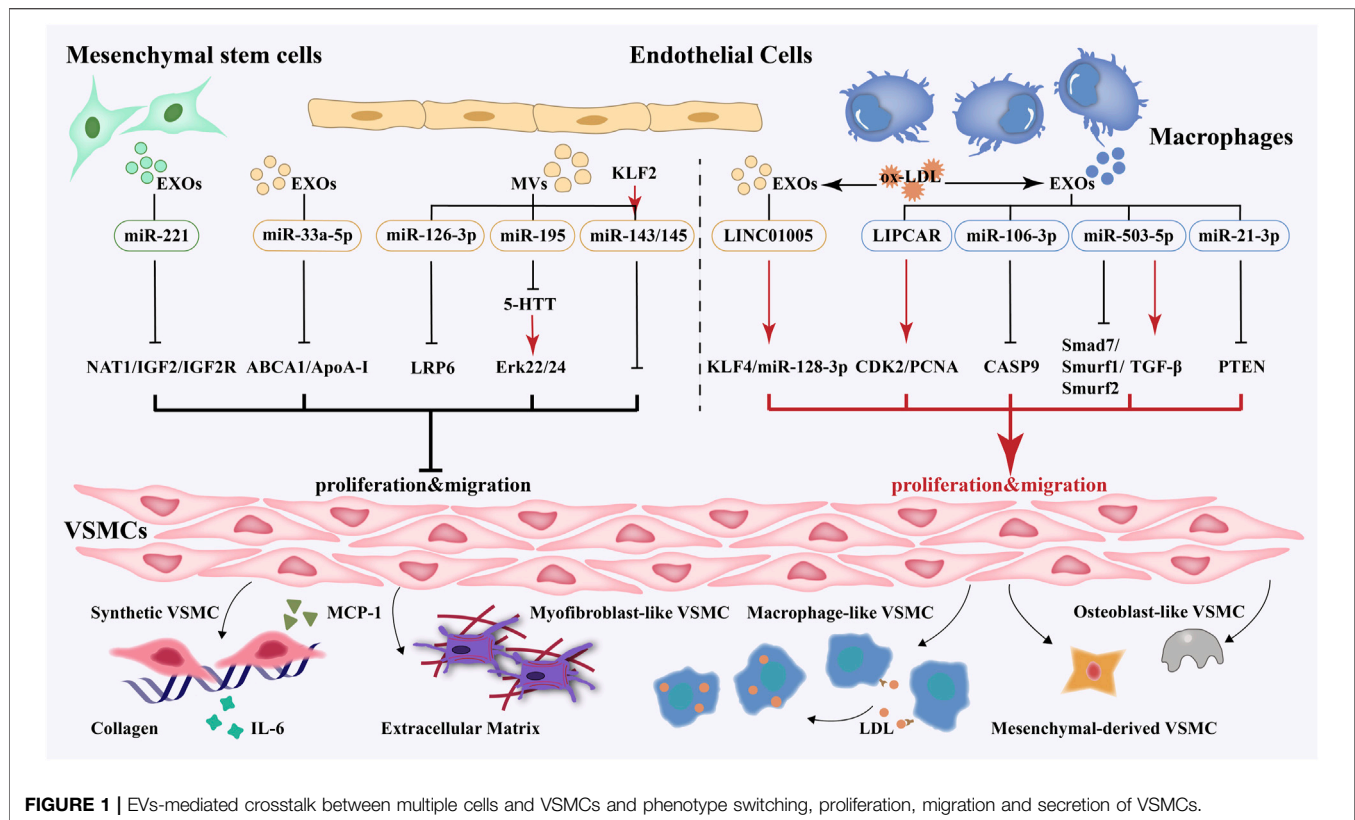 Mesenchymal stem cells
Endothelial Cells
Macrophages
EXOs
EXOs
MVs
KLF2
EXOs
ox-LDL
EXOs
miR-221
miR-33a-5p
miR-126-3p
miR-195
miR-143/145
LINC01005
LIPCAR
miR-106-3p
miR-503-5p
miR-21-3p
5-HTT
NAT1/IGF2/IGF2R
ABCA1/ApoA-I
LRP6
Erk22/24
KLF4/miR-128-3p
CDK2/PCNA
CASP9
Smad7/
Smurf1/
Smurf2
TGF-β
PTEN
proliferation&migration
proliferation&migration
VSMCs
Synthetic VSMC
MCP-1
Myofibroblast-like VSMC
Macrophage-like VSMC
Osteoblast-like VSMC
Collagen
IL-6
Extracellular Matrix
LDL
Mesenchymal-derived VSMC
FIGURE 1 | EVs-mediated crosstalk between multiple cells and VSMCs and phenotype switching, proliferation, migration and secretion of VSMCs.